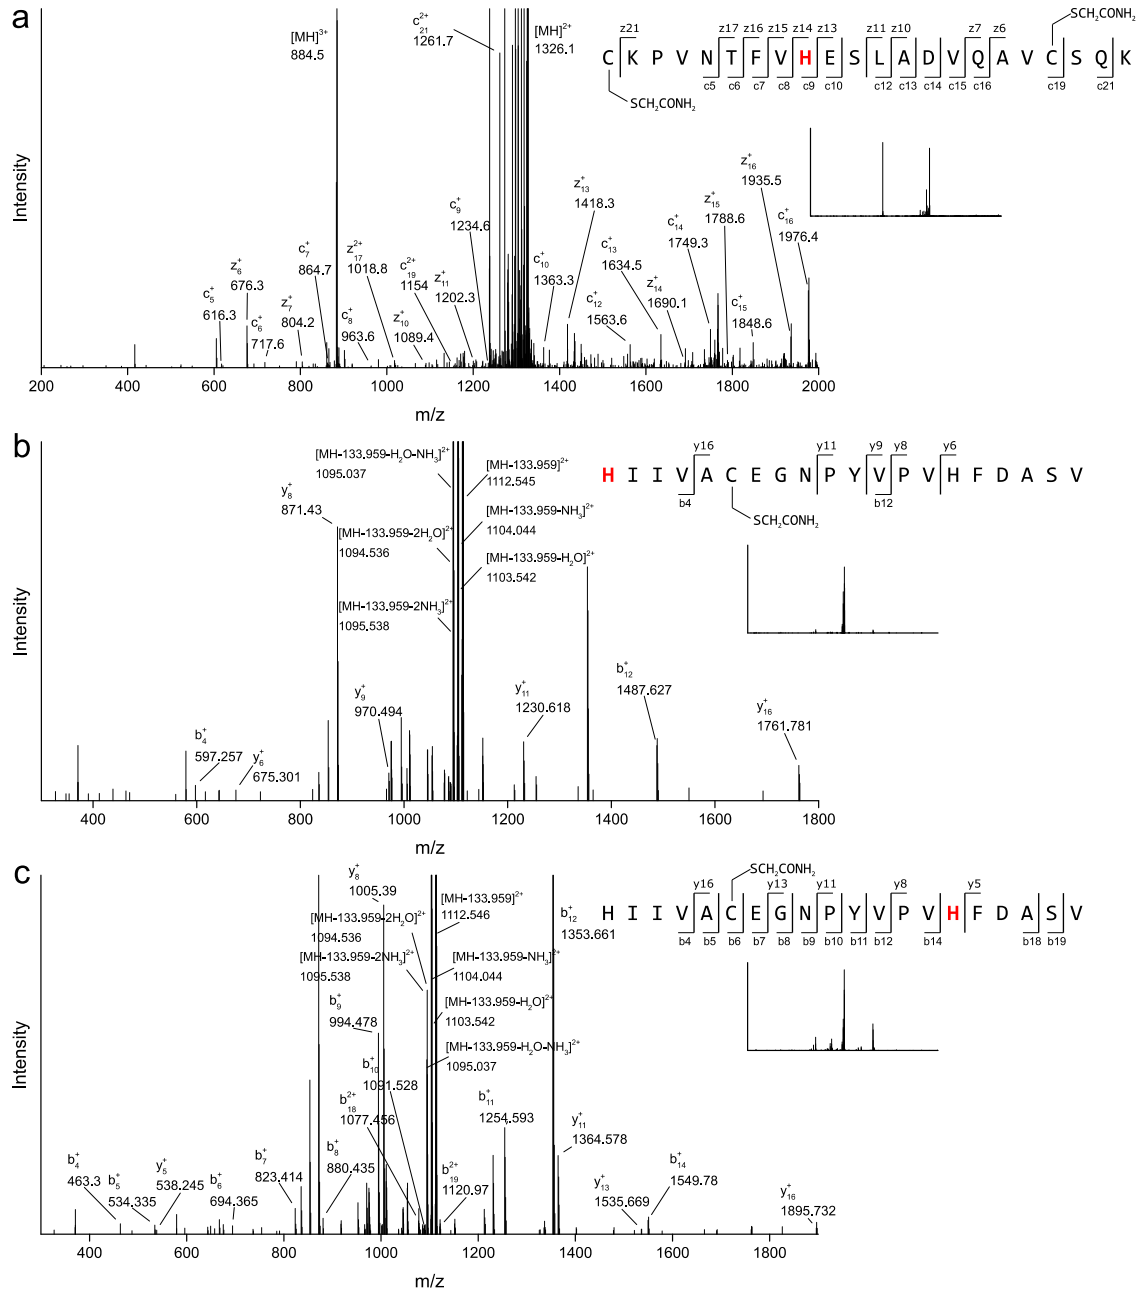 a
[MH]³⁺
884.5
c₂₁²⁺
1261.7
[MH]²⁺
1326.1
z21 z17 z16 z15 z14 z13 z11 z10 z7 z6
SCH₂CONH₂
C K P V N T F V H E S L A D V Q A V C S Q K
c5 c6 c7 c8 c9 c10 c12 c13 c14 c15 c16 c19 c21
SCH₂CONH₂
Intensity
c₅⁺
616.3
z₆⁺
676.3
c₆⁺
717.6
z₇⁺
804.2
c₇⁺
864.7
c₈⁺
963.6
z₁₇²⁺
1018.8
z₁₀⁺
1089.4
c₁₉²⁺
1154
z₁₁⁺
1202.3
c₉⁺
1234.6
c₁₀⁺
1363.3
z₁₃⁺
1418.3
c₁₂⁺
1563.6
c₁₃⁺
1634.5
z₁₄⁺
1690.1
c₁₄⁺
1749.3
z₁₅⁺
1788.6
c₁₅⁺
1848.6
z₁₆⁺
1935.5
c₁₆⁺
1976.4
200 400 600 800 1000 1200 1400 1600 1800 2000
m/z
b
[MH-133.959-H₂O-NH₃]²⁺
1095.037
[MH-133.959]²⁺
1112.545
y₈⁺
871.43
[MH-133.959-NH₃]²⁺
1104.044
[MH-133.959-2H₂O]²⁺
1094.536
[MH-133.959-H₂O]²⁺
1103.542
[MH-133.959-2NH₃]²⁺
1095.538
y16 y11 y9 y8 y6
H I I V A C E G N P Y V P V H F D A S V
b4 b12
SCH₂CONH₂
Intensity
b₄⁺
597.257
y₆⁺
675.301
y₉⁺
970.494
y₁₁⁺
1230.618
b₁₂⁺
1487.627
y₁₆⁺
1761.781
400 600 800 1000 1200 1400 1600 1800
m/z
c
y₈⁺
1005.39
[MH-133.959]²⁺
1112.546
[MH-133.959-2H₂O]²⁺
1094.536
[MH-133.959-2NH₃]²⁺
1095.538
[MH-133.959-NH₃]²⁺
1104.044
[MH-133.959-H₂O]²⁺
1103.542
[MH-133.959-H₂O-NH₃]²⁺
1095.037
b₁₂⁺
1353.661
SCH₂CONH₂
y16 y13 y11 y8 y5
H I I V A C E G N P Y V P V H F D A S V
b4 b5 b6 b7 b8 b9 b10 b11 b12 b14 b18 b19
Intensity
b₄⁺
463.3
b₅⁺
534.335
y₅⁺
538.245
b₆⁺
694.365
b₇⁺
823.414
b₈⁺
880.435
b₉⁺
994.478
b₁₀⁺
1091.528
b₁₈²⁺
1077.456
b₁₉²⁺
1120.97
b₁₁⁺
1254.593
y₁₁⁺
1364.578
y₁₃⁺
1535.669
b₁₄⁺
1549.78
y₁₆⁺
1895.732
400 600 800 1000 1200 1400 1600 1800
m/z